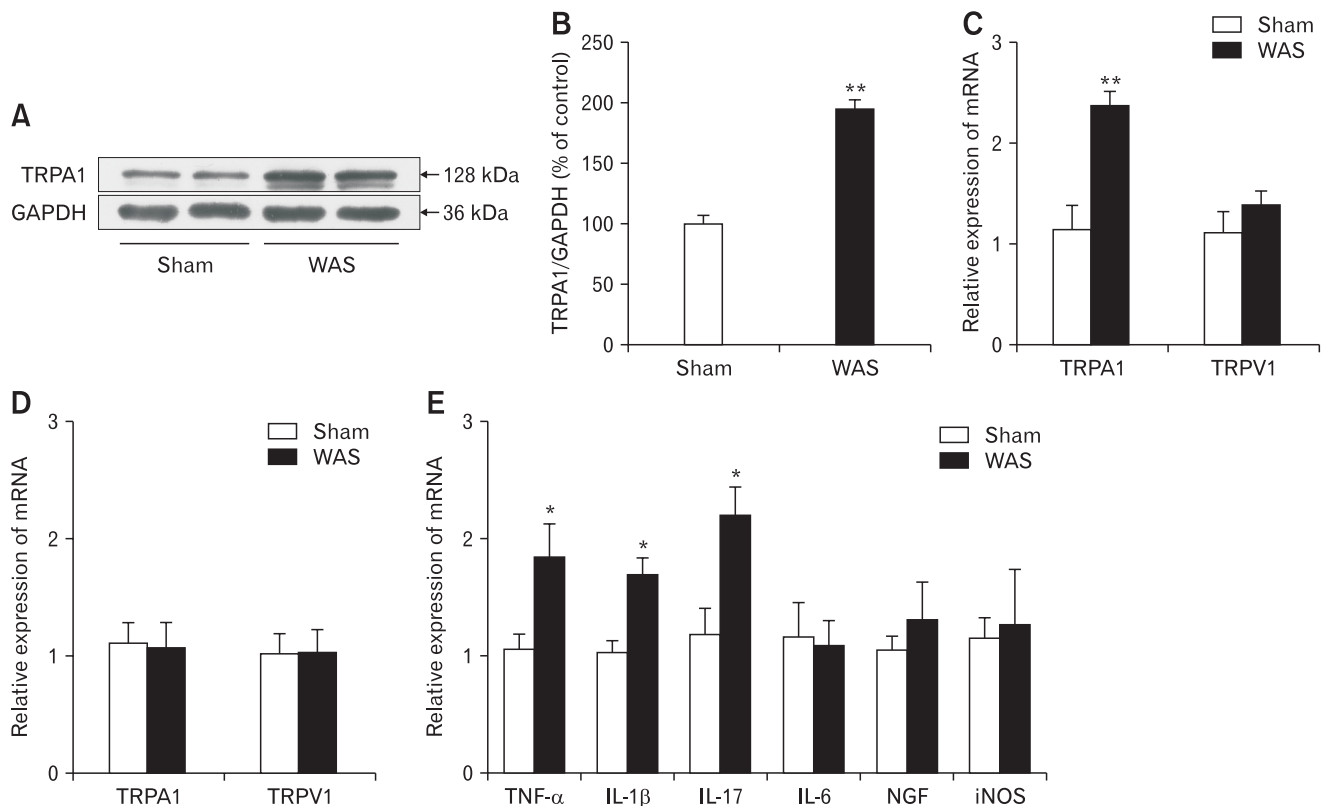 A
TRPA1
128 kDa
GAPDH
36 kDa
Sham WAS
B
TRPA1/GAPDH (% of control)
250
200
150
100
50
0
**
Sham WAS
C
Relative expression of mRNA
3
2
1
0
Sham
WAS
**
TRPA1 TRPV1
D
Relative expression of mRNA
3
2
1
0
Sham
WAS
TRPA1 TRPV1
E
Relative expression of mRNA
3
2
1
0
Sham
WAS
* * *
TNF-α IL-1β IL-17 IL-6 NGF iNOS